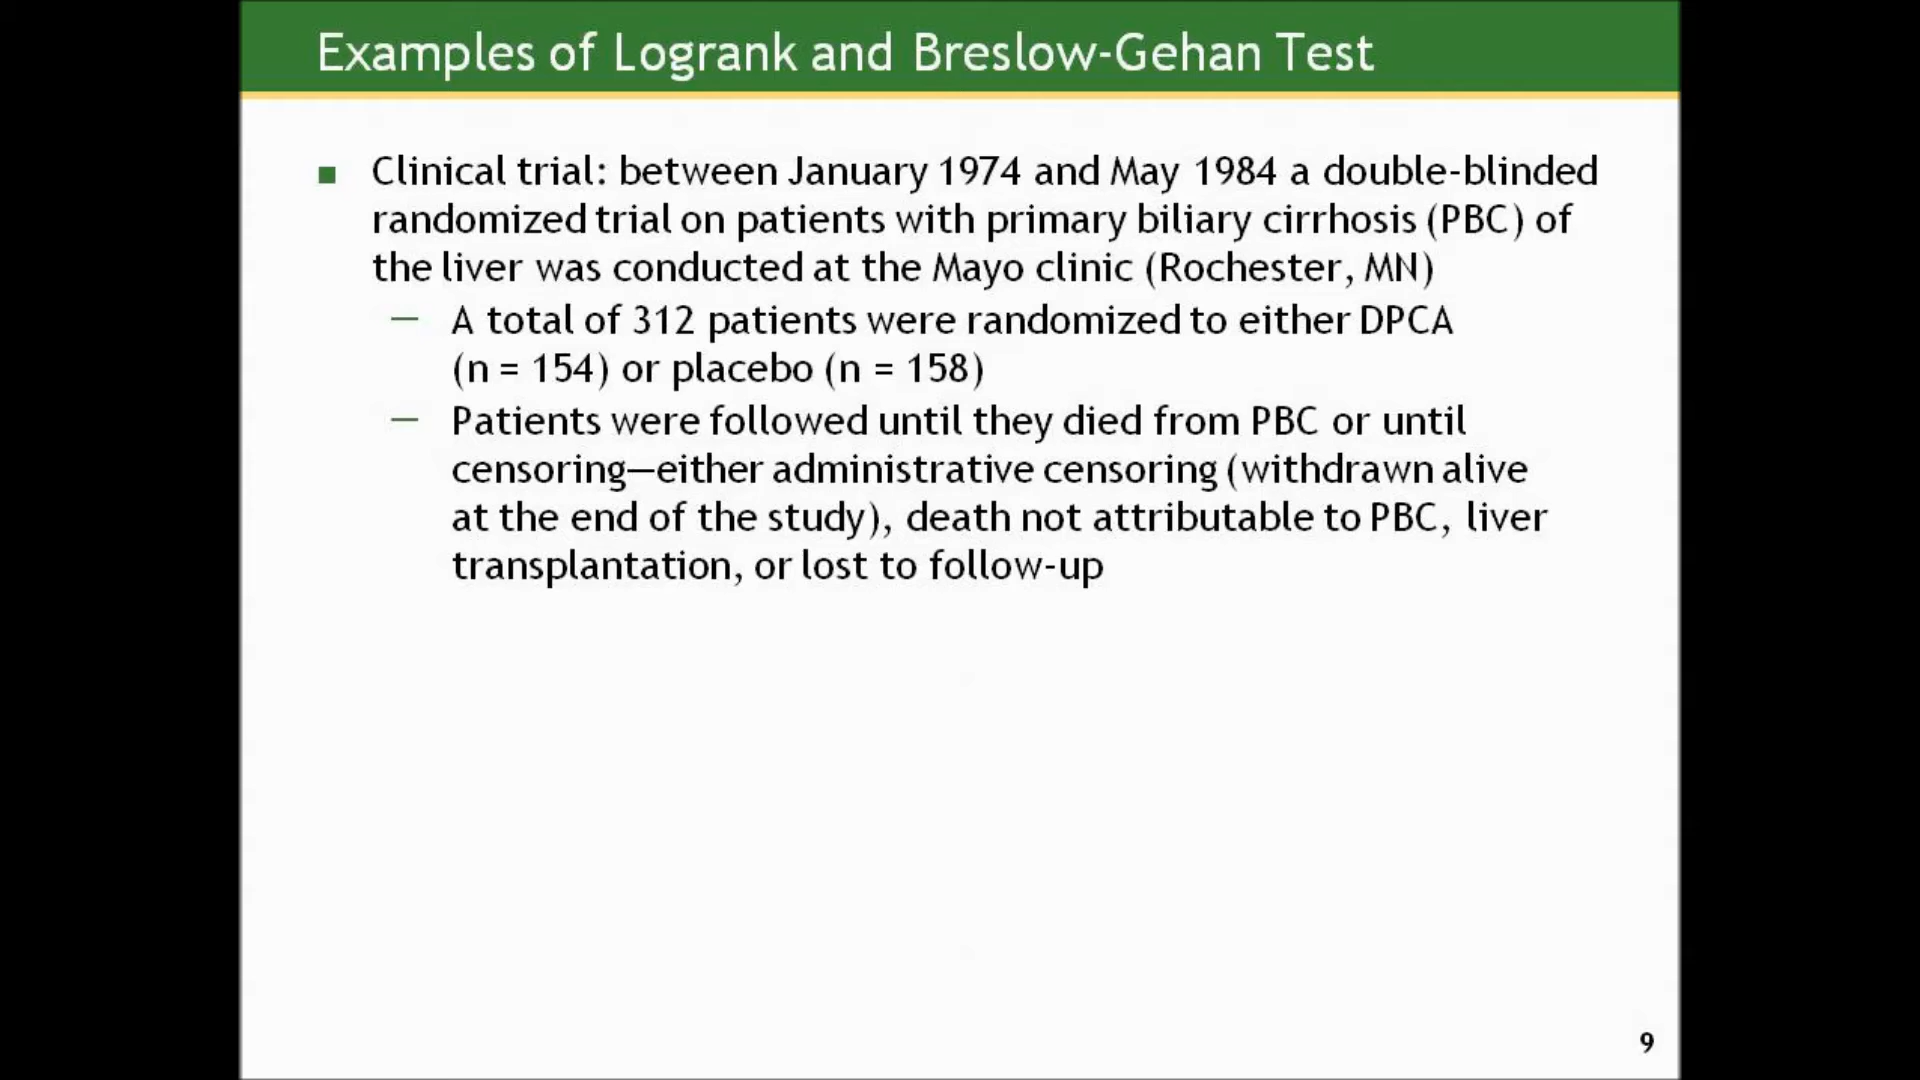 Examples of Logrank and Breslow-Gehan Test
Clinical trial: between January 1974 and May 1984 a double-blinded
randomized trial on patients with primary biliary cirrhosis (PBC) of
the liver was conducted at the Mayo clinic (Rochester, MN)
— A total of 312 patients were randomized to either DPCA
(n = 154) or placebo (n = 158)
— Patients were followed until they died from PBC or until
censoring—either administrative censoring (withdrawn alive
at the end of the study), death not attributable to PBC, liver
transplantation, or lost to follow-up
9